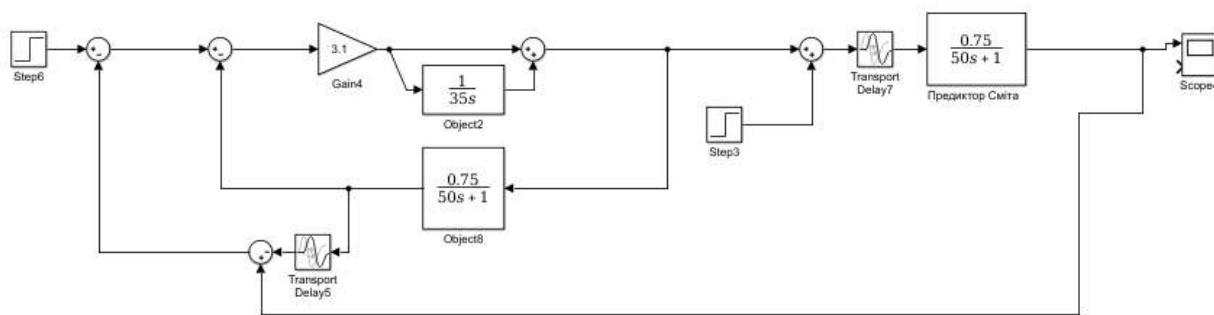 Step6
3.1
Gain4
1
35s
Object2
Step3
Transport
Delay7
0.75
50s + 1
Предиктор Сміта
Scope4
0.75
50s + 1
Object8
Transport
Delay5